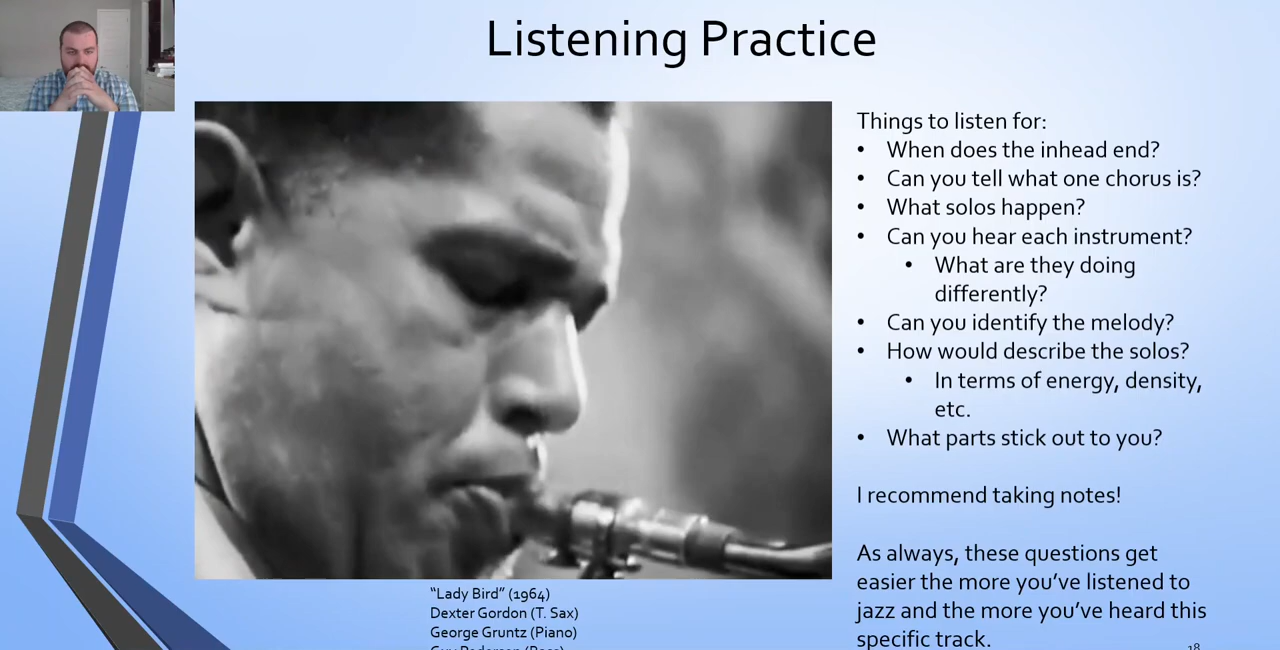 Listening Practice
Things to listen for:
• When does the inhead end?
• Can you tell what one chorus is?
• What solos happen?
• Can you hear each instrument?
• What are they doing
differently?
• Can you identify the melody?
• How would describe the solos?
• In terms of energy, density,
etc.
• What parts stick out to you?
I recommend taking notes!
As always, these questions get
easier the more you’ve listened to
jazz and the more you’ve heard this
specific track.
“Lady Bird” (1964)
Dexter Gordon (T. Sax)
George Gruntz (Piano)
18